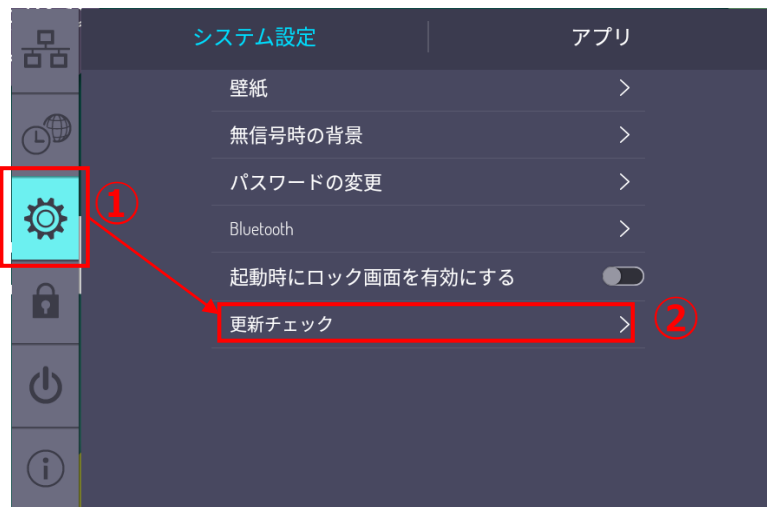 システム設定 アプリ
壁紙
無信号時の背景
①
パスワードの変更
Bluetooth
起動時にロック画面を有効にする
更新チェック
②